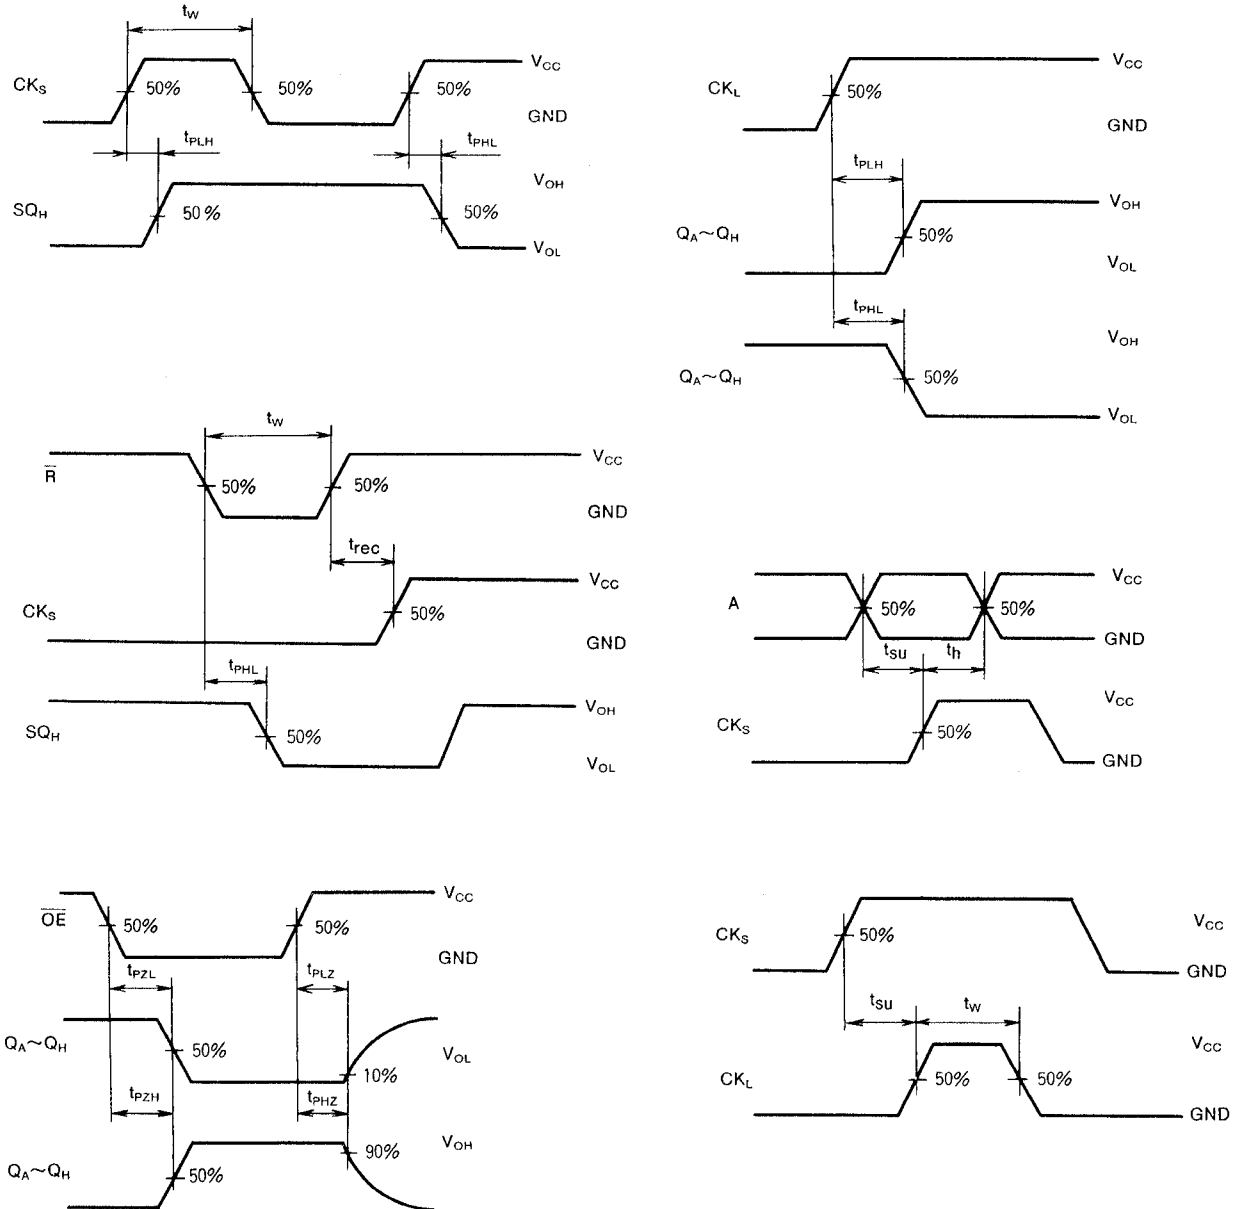 tW
CKS 50% 50% 50% VCC
GND
tPLH tPHL
SQH 50% 50% VOH
VOL
CKL 50% VCC
GND
tPLH
QA~QH 50% VOH
VOL
tPHL
QA~QH 50% VOH
VOL
tW
R̅ 50% 50% VCC
GND
trec
CKS 50% VCC
GND
tPHL
SQH 50% VOH
VOL
A 50% 50% VCC
GND
tsu th
CKS 50% VCC
GND
O̅E̅ 50% 50% VCC
GND
tPZL tPLZ
QA~QH 50% 10% VOL
tPZH tPHZ
QA~QH 50% 90% VOH
CKS 50% VCC
GND
tsu tW
CKL 50% 50% VCC
GND